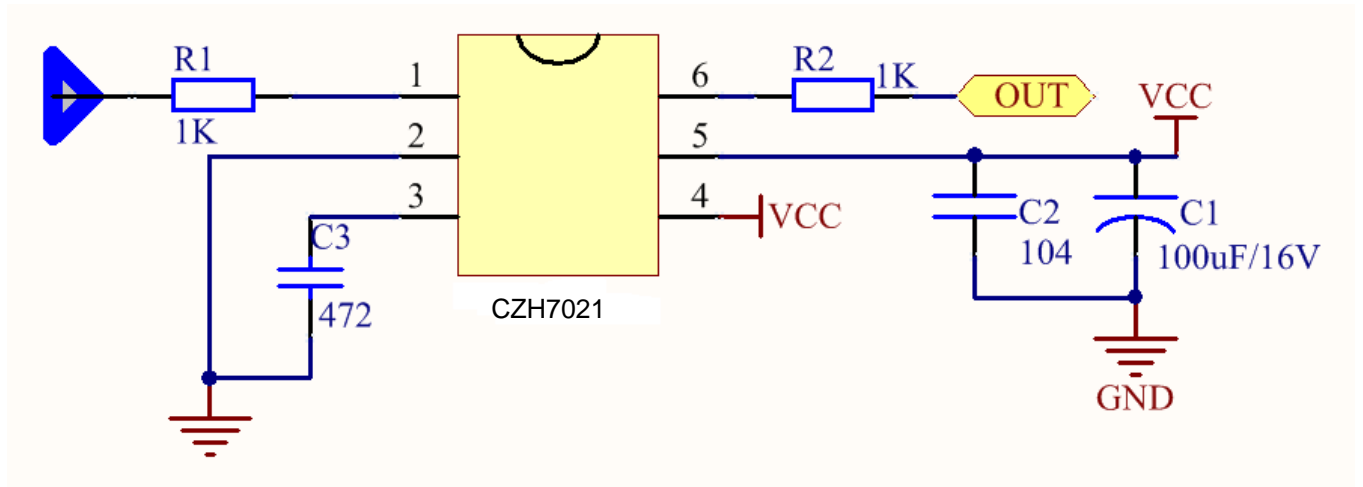 R1
1K
1
2
3
C3
472
CZH7021
6
5
4
R2
1K
OUT
VCC
VCC
C2
104
C1
100uF/16V
GND